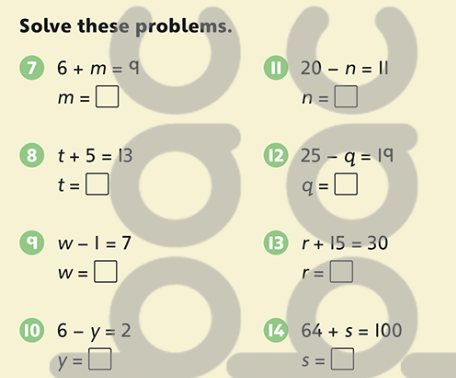 Solve these problems.
7 6 + m = 9
m =
8 t + 5 = 13
t =
9 w – 1 = 7
w =
10 6 – y = 2
y =
11 20 – n = 11
n =
12 25 – q = 19
q =
13 r + 15 = 30
r =
14 64 + s = 100
s =